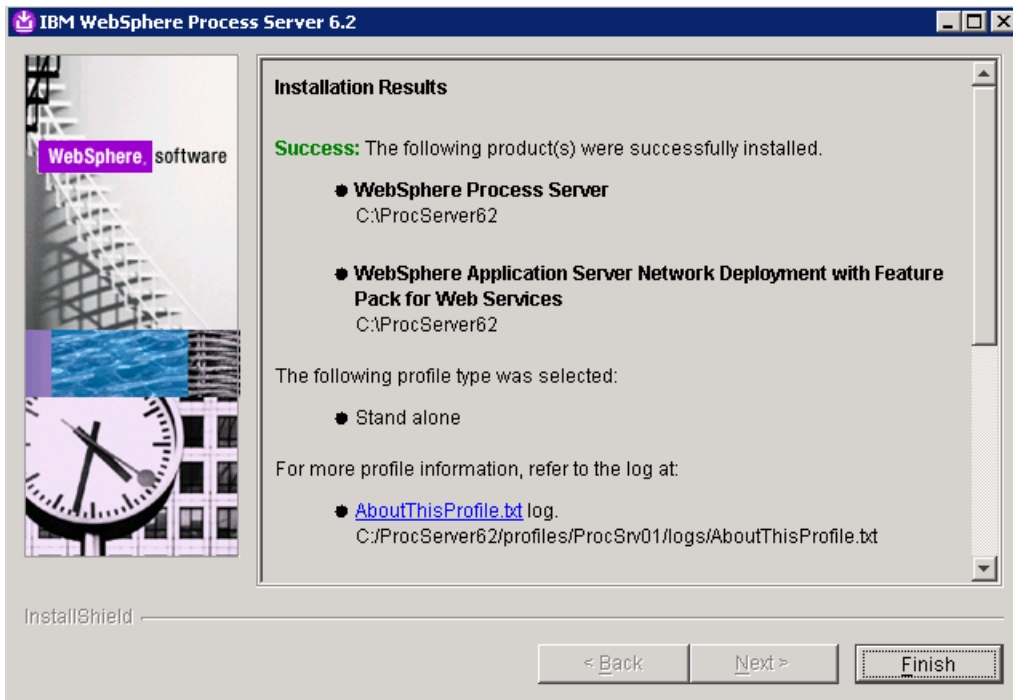 IBM WebSphere Process Server 6.2
WebSphere. software
Installation Results
Success: The following product(s) were successfully installed.
WebSphere Process Server
C:\ProcServer62
WebSphere Application Server Network Deployment with Feature
Pack for Web Services
C:\ProcServer62
The following profile type was selected:
Stand alone
For more profile information, refer to the log at:
AboutThisProfile.txt log.
C:/ProcServer62/profiles/ProcSrv01/logs/AboutThisProfile.txt
InstallShield
< Back
Next >
Finish